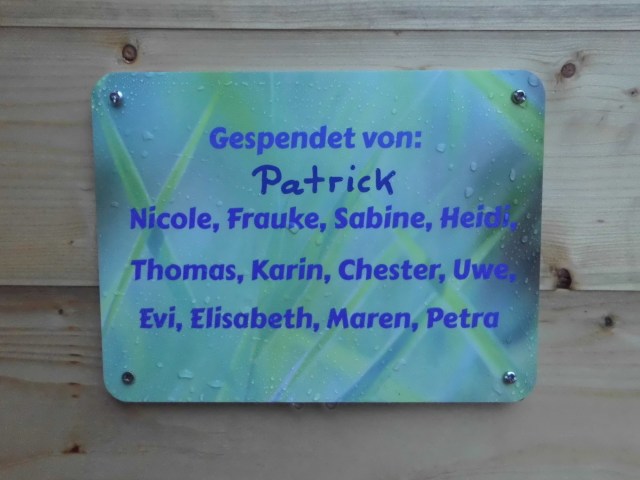 Gespendet von:
Patrick
Nicole, Frauke, Sabine, Heidi,
Thomas, Karin, Chester, Uwe,
Evi, Elisabeth, Maren, Petra